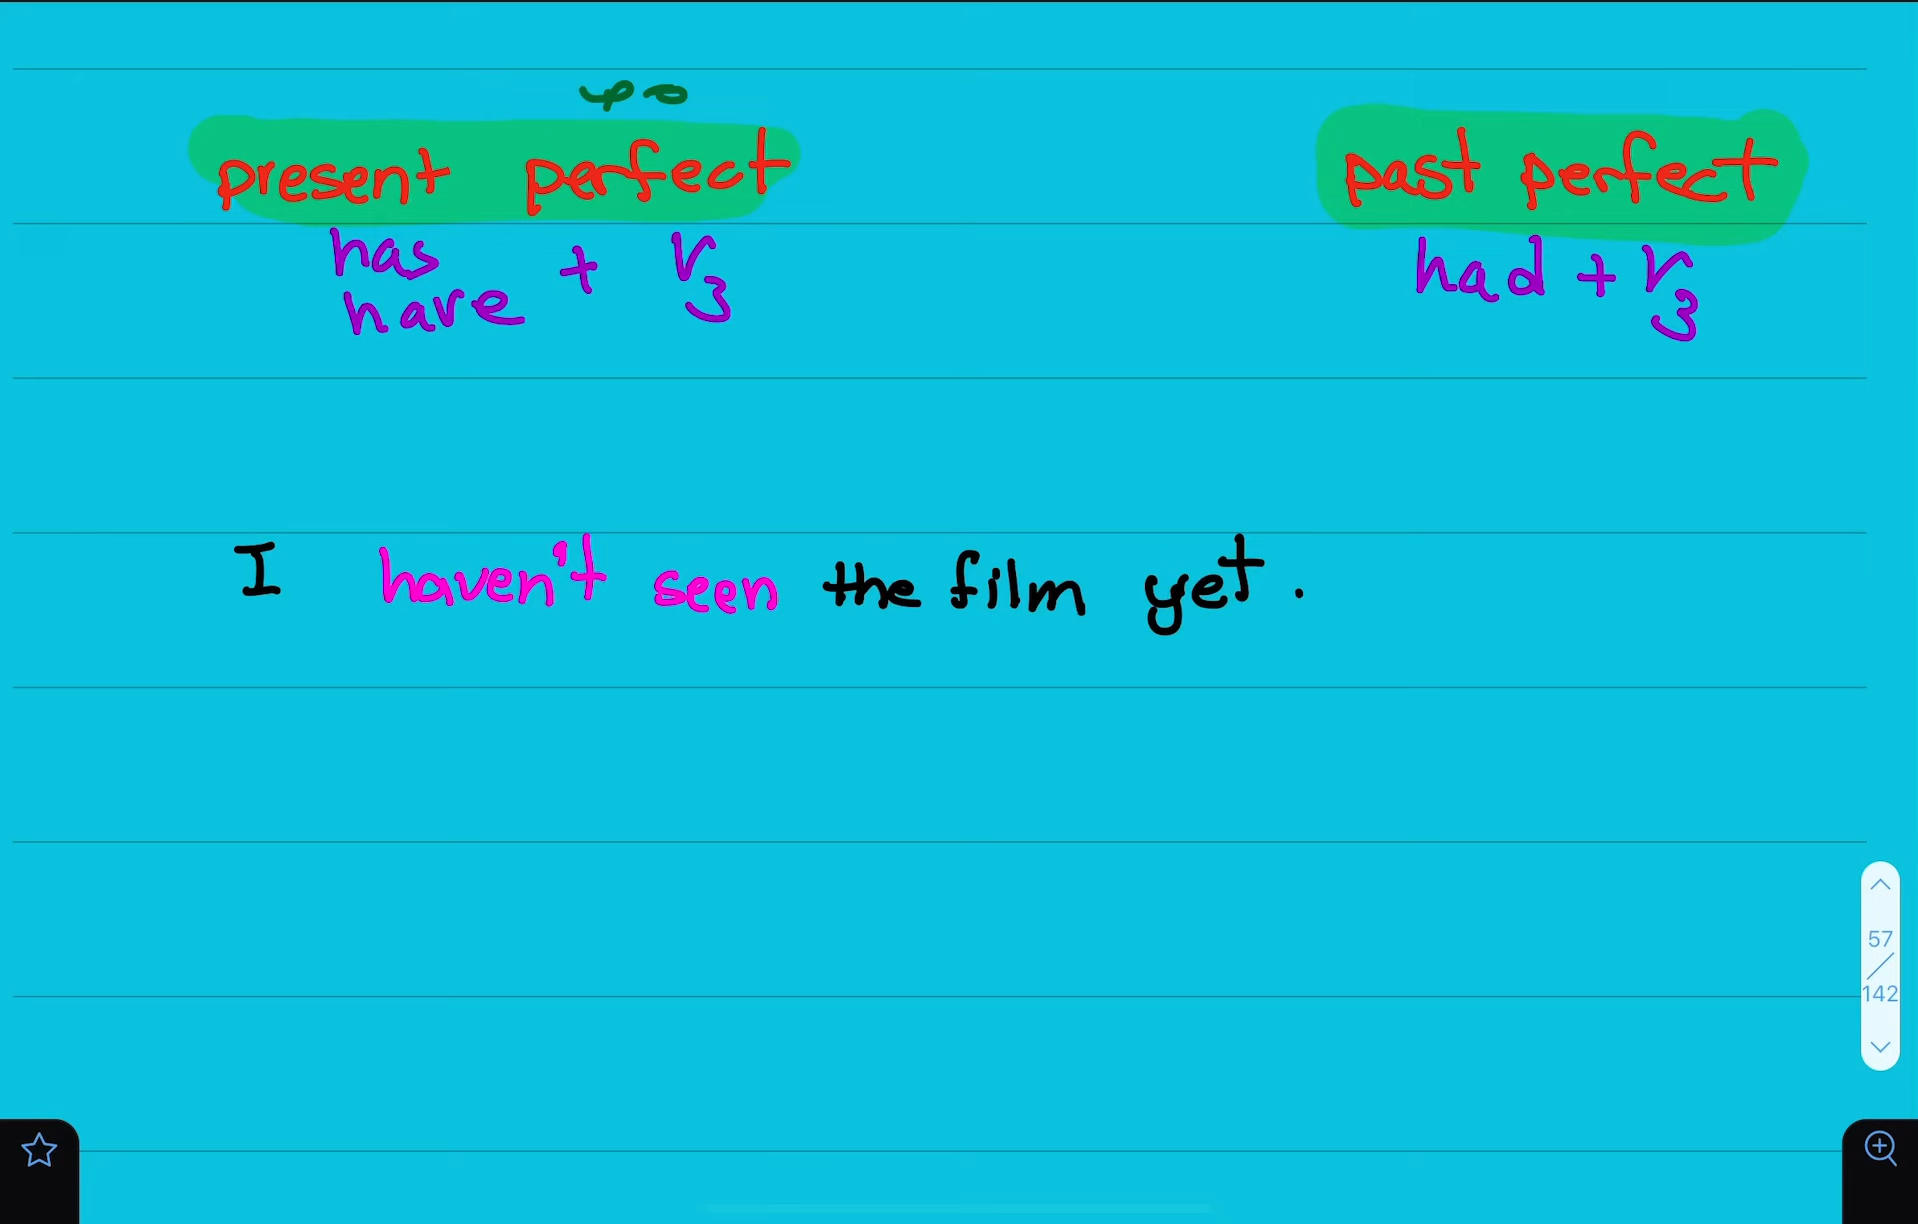 present perfect past perfect
has
have + V3 had + V3
I haven't seen the film yet.
57
142